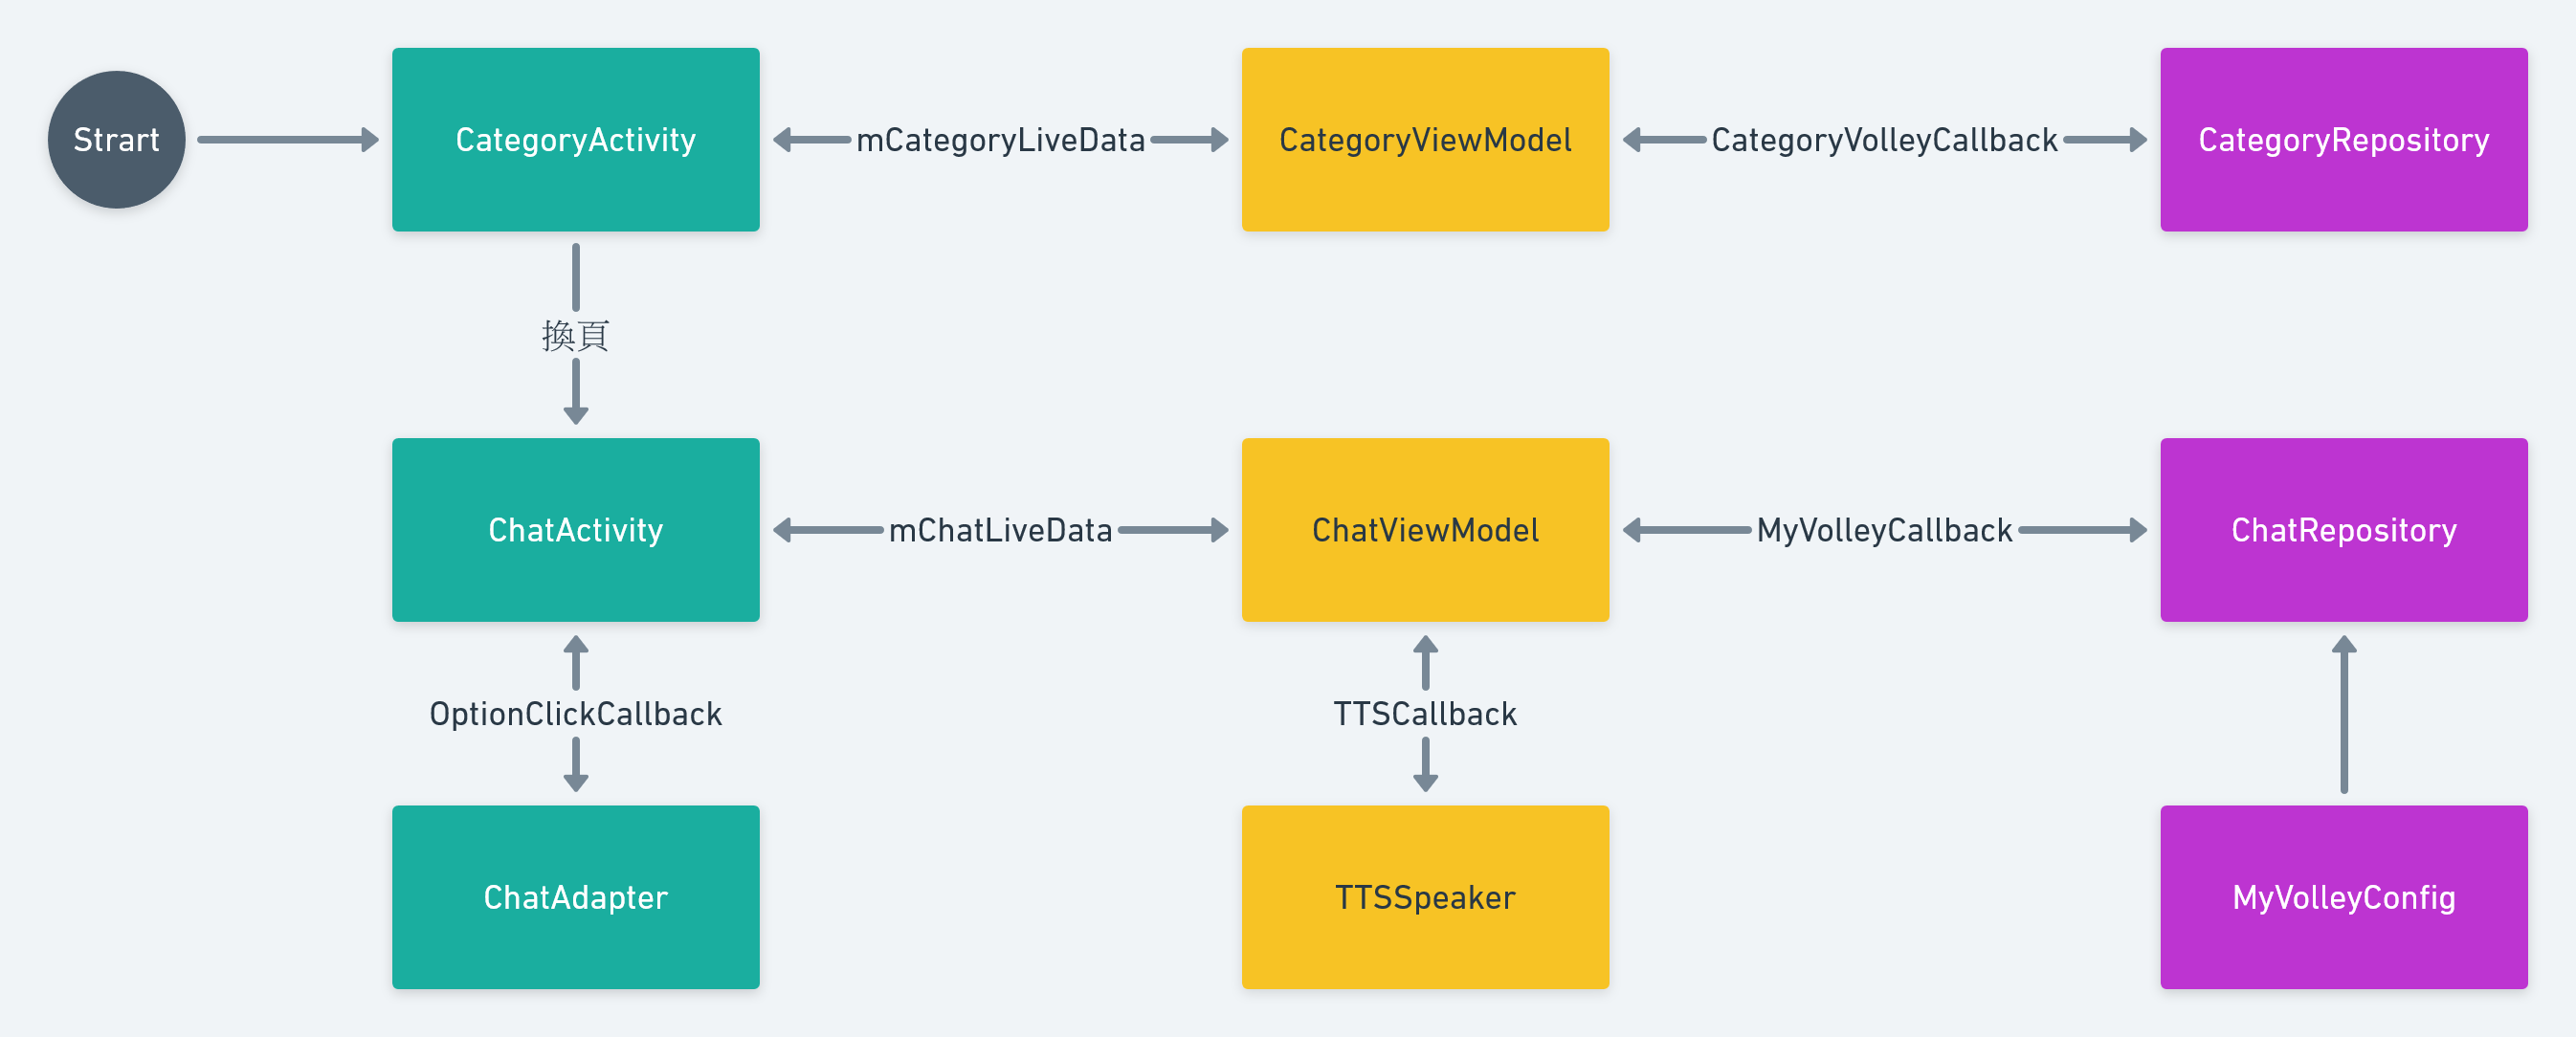 Strart
CategoryActivity
mCategoryLiveData
CategoryViewModel
CategoryVolleyCallback
CategoryRepository
換頁
ChatActivity
mChatLiveData
ChatViewModel
MyVolleyCallback
ChatRepository
OptionClickCallback
TTSCallback
ChatAdapter
TTSSpeaker
MyVolleyConfig